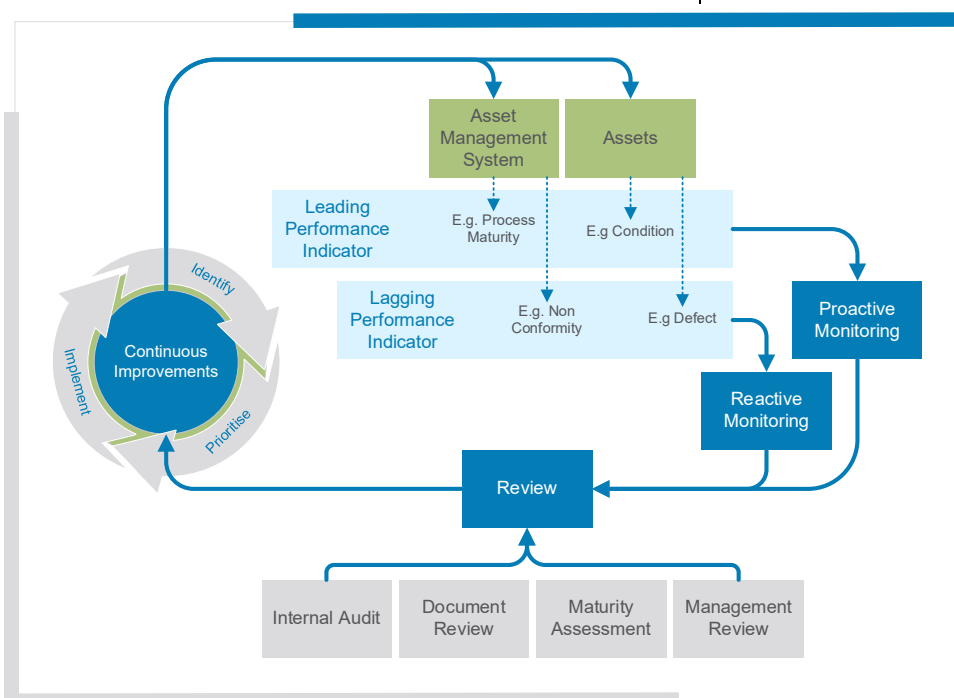 Asset
Management
System
Assets
Leading
Performance
Indicator
E.g. Process
Maturity
E.g Condition
Lagging
Performance
Indicator
E.g. Non
Conformity
E.g Defect
Proactive
Monitoring
Reactive
Monitoring
Identify
Prioritise
Implement
Continuous
Improvements
Review
Internal Audit
Document
Review
Maturity
Assessment
Management
Review